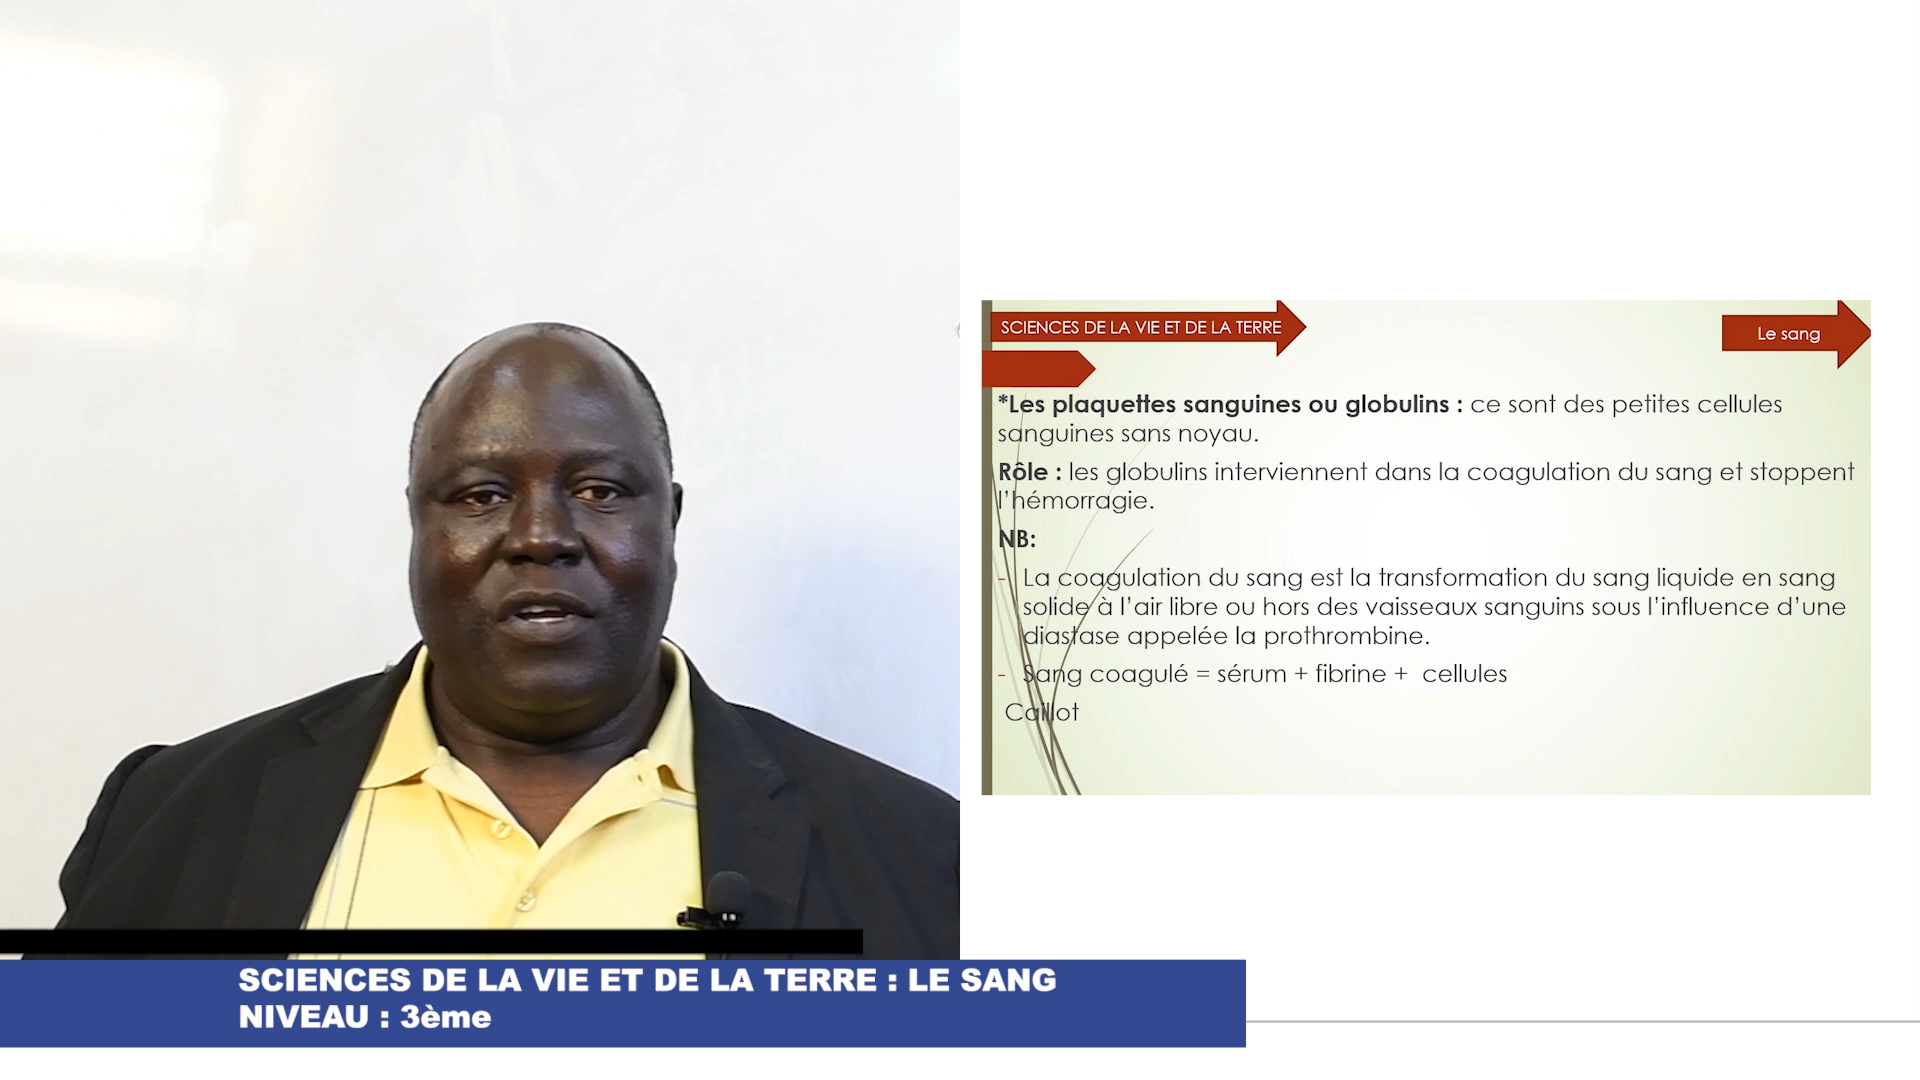 SCIENCES DE LA VIE ET DE LA TERRE
Le sang
*Les plaquettes sanguines ou globulins : ce sont des petites cellules
sanguines sans noyau.
Rôle : les globulins interviennent dans la coagulation du sang et stoppent
l'hémorragie.
NB:
- La coagulation du sang est la transformation du sang liquide en sang
solide à l'air libre ou hors des vaisseaux sanguins sous l'influence d'une
diastase appelée la prothrombine.
- Sang coagulé = sérum + fibrine + cellules
Caillot
SCIENCES DE LA VIE ET DE LA TERRE : LE SANG
NIVEAU : 3ème